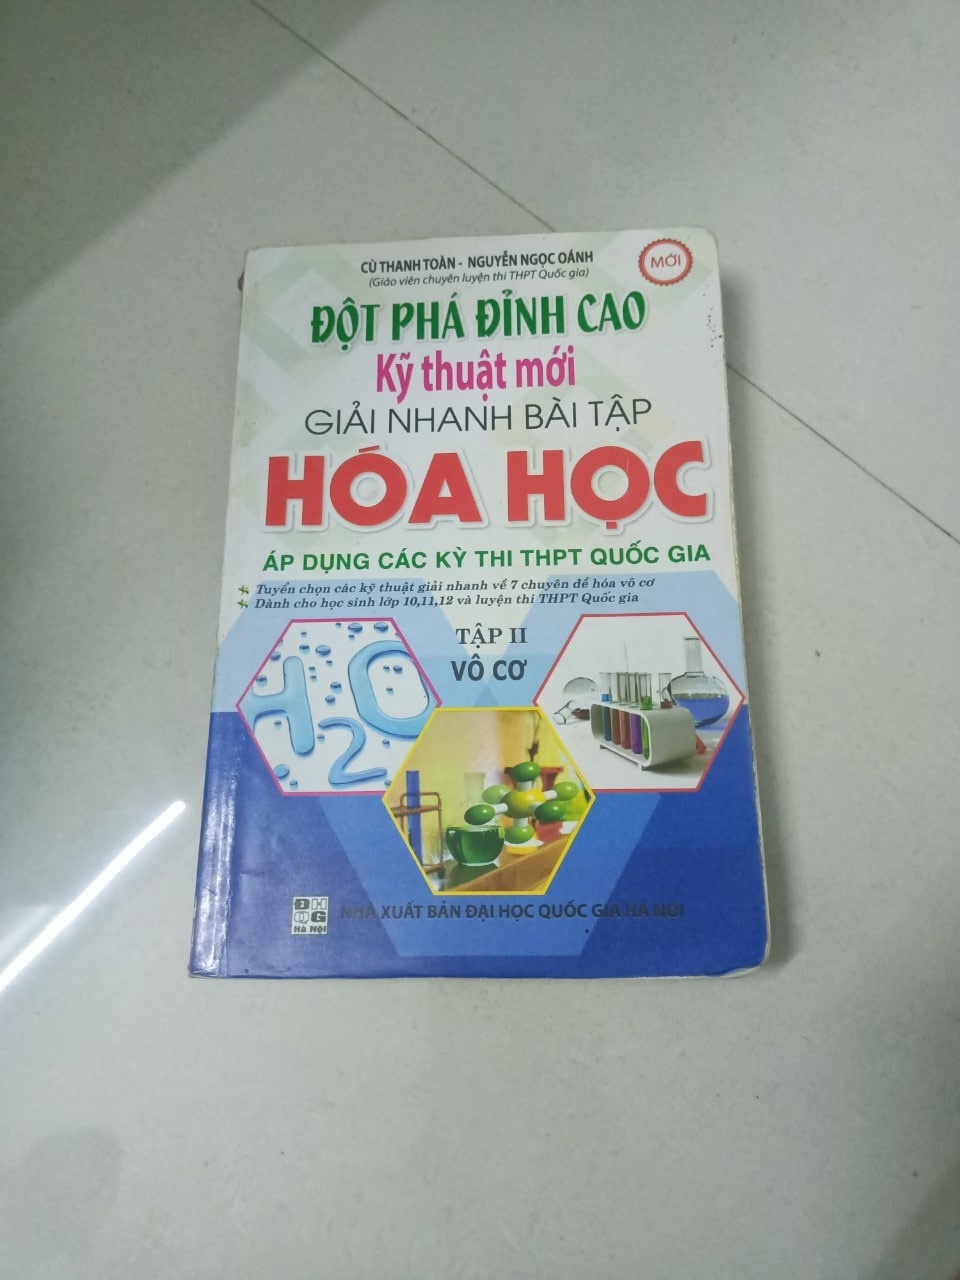 CÙ THANH TOÀN - NGUYỄN NGỌC OÁNH
(Giáo viên chuyên luyện thi THPT Quốc gia)
MỚI
ĐỘT PHÁ ĐỈNH CAO
Kỹ thuật mới
GIẢI NHANH BÀI TẬP
HÓA HỌC
ÁP DỤNG CÁC KỲ THI THPT QUỐC GIA
Tuyển chọn các kỹ thuật giải nhanh về 7 chuyên đề hóa vô cơ
Dành cho học sinh lớp 10,11,12 và luyện thi THPT Quốc gia
TẬP II
VÔ CƠ
H2O
ĐH
QG
Hà Nội
NHÀ XUẤT BẢN ĐẠI HỌC QUỐC GIA HÀ NỘI